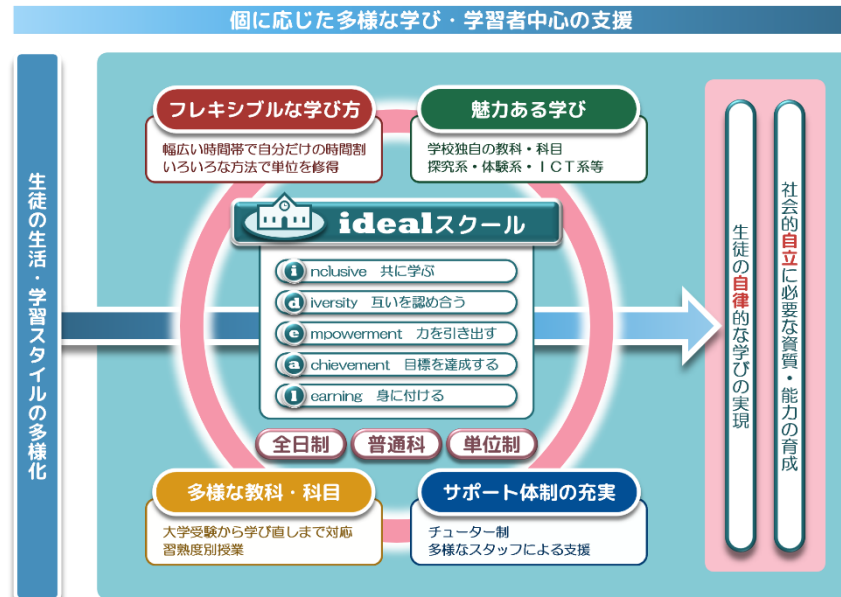 個に応じた多様な学び・学習者中心の支援
生徒の生活・学習スタイルの多様化
フレキシブルな学び方
幅広い時間帯で自分だけの時間割
いろいろな方法で単位を修得
魅力ある学び
学校独自の教科・科目
探究系・体験系・ICT系等
idealスクール
inclusive 共に学ぶ
diversity 互いを認め合う
empowerment 力を引き出す
achievement 目標を達成する
learning 身に付ける
全日制 普通科 単位制
多様な教科・科目
大学受験から学び直しまで対応
習熟度別授業
サポート体制の充実
チューター制
多様なスタッフによる支援
生徒の自律的な学びの実現
社会的自立に必要な資質・能力の育成